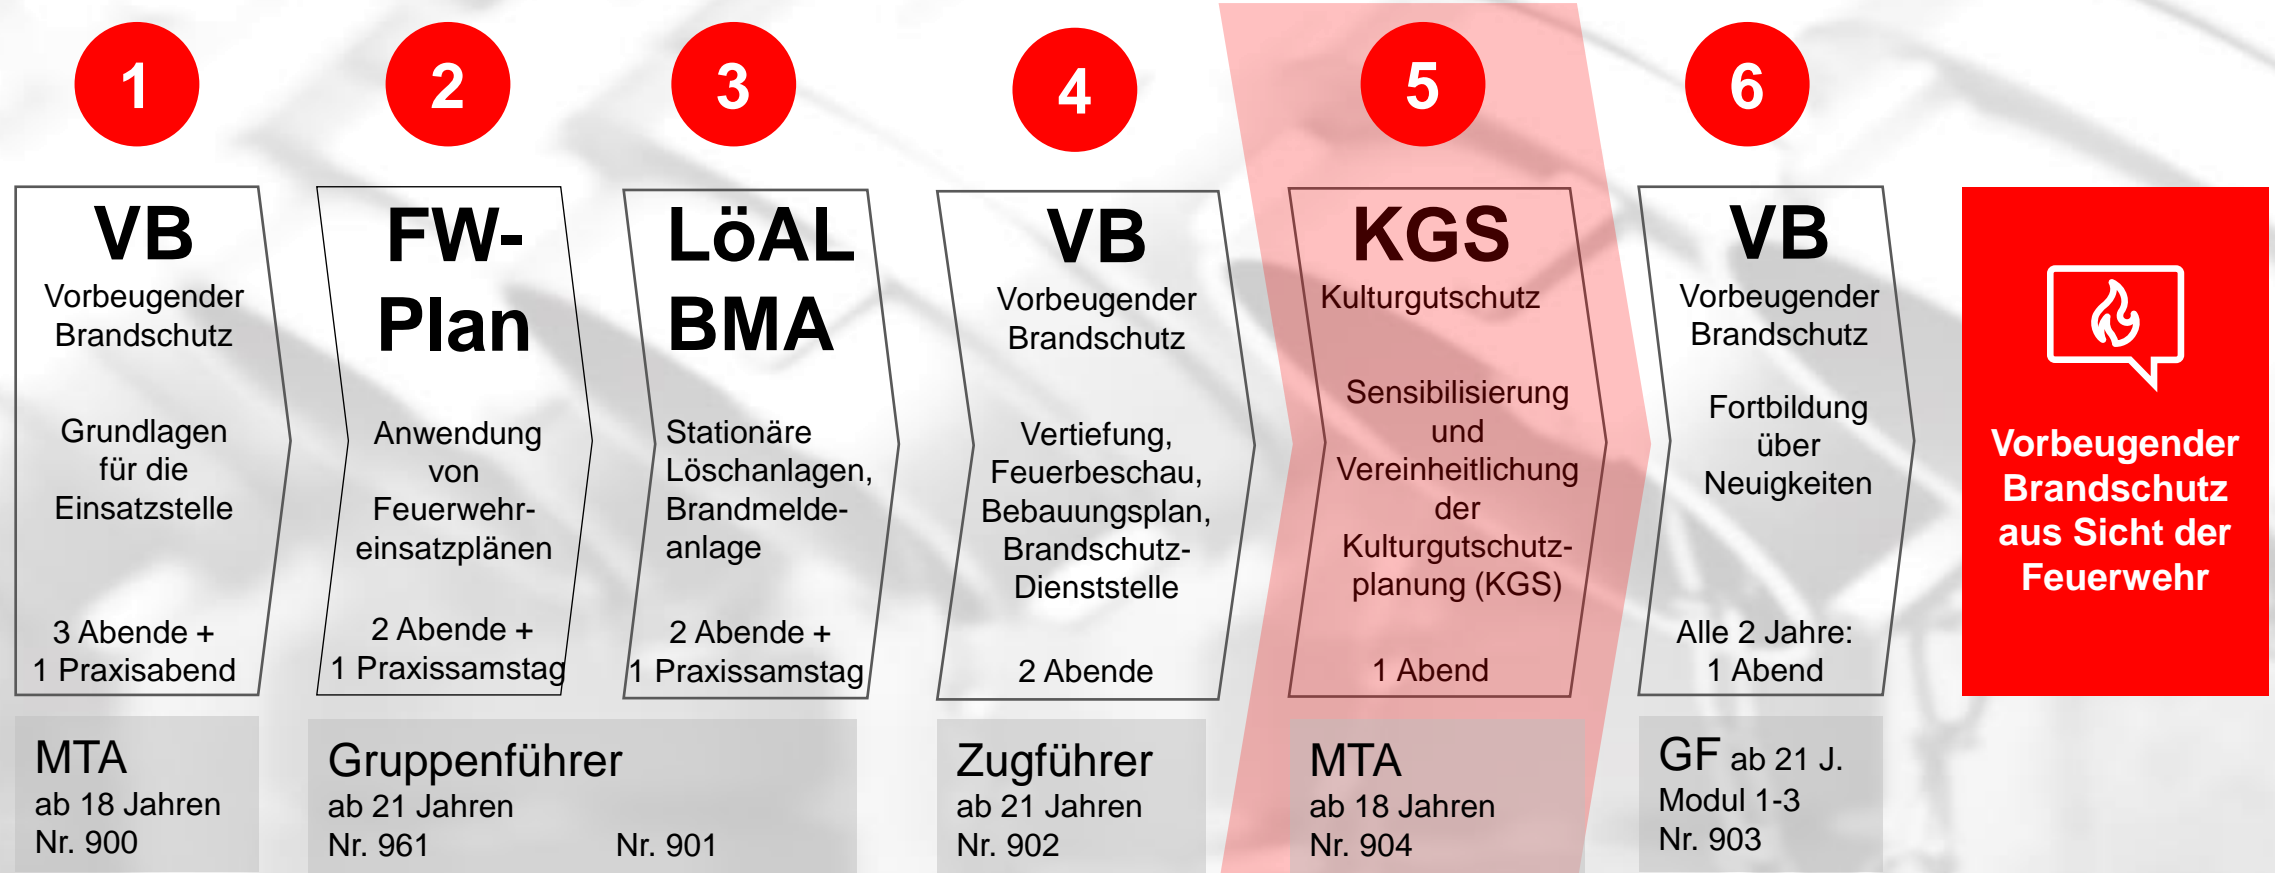 1
VB
Vorbeugender
Brandschutz
Grundlagen
für die
Einsatzstelle
3 Abende +
1 Praxisabend
MTA
ab 18 Jahren
Nr. 900
2
FW-
Plan
Anwendung
von
Feuerwehr-
einsatzplänen
2 Abende +
1 Praxissamstag
3
LöAL
BMA
Stationäre
Löschanlagen,
Brandmelde-
anlage
2 Abende +
1 Praxissamstag
Gruppenführer
ab 21 Jahren
Nr. 961 Nr. 901
4
VB
Vorbeugender
Brandschutz
Vertiefung,
Feuerbeschau,
Bebauungsplan,
Brandschutz-
Dienststelle
2 Abende
Zugführer
ab 21 Jahren
Nr. 902
5
KGS
Kulturgutschutz
Sensibilisierung
und
Vereinheitlichung
der
Kulturgutschutz-
planung (KGS)
1 Abend
MTA
ab 18 Jahren
Nr. 904
6
VB
Vorbeugender
Brandschutz
Fortbildung
über
Neuigkeiten
Alle 2 Jahre:
1 Abend
GF ab 21 J.
Modul 1-3
Nr. 903
Vorbeugender
Brandschutz
aus Sicht der
Feuerwehr